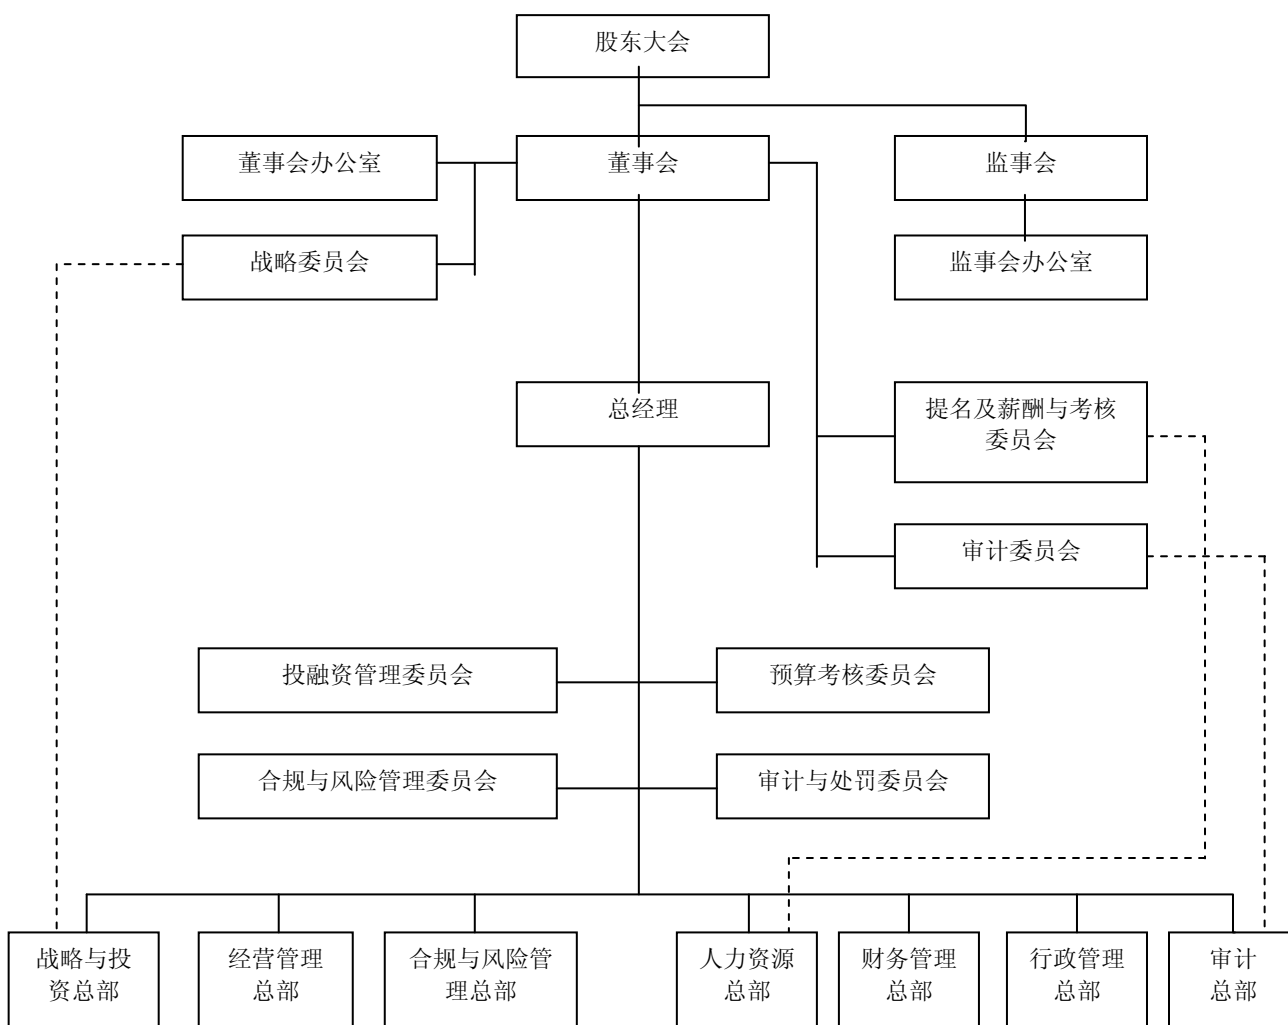 股东大会
董事会办公室
董事会
监事会
战略委员会
监事会办公室
总经理
提名及薪酬与考核
委员会
审计委员会
投融资管理委员会
预算考核委员会
合规与风险管理委员会
审计与处罚委员会
战略与投
资总部
经营管理
总部
合规与风险管
理总部
人力资源
总部
财务管理
总部
行政管理
总部
审计
总部